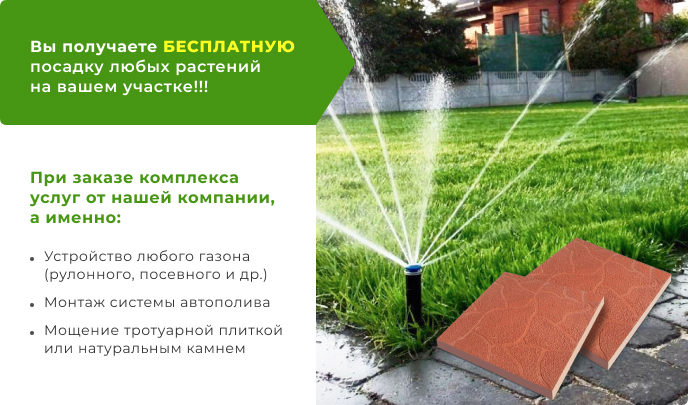 Вы получаете БЕСПЛАТНУЮ
посадку любых растений
на вашем участке!!!
При заказе комплекса
услуг от нашей компании,
а именно:
• Устройство любого газона
(рулонного, посевного и др.)
• Монтаж системы автополива
• Мощение тротуарной плиткой
или натуральным камнем